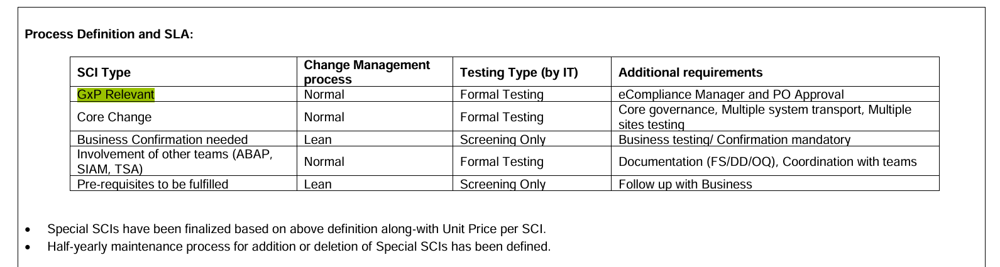 Process Definition and SLA:
SCI Type Change Management process Testing Type (by IT) Additional requirements
GxP Relevant Normal Formal Testing eCompliance Manager and PO Approval
Core Change Normal Formal Testing Core governance, Multiple system transport, Multiple sites testing
Business Confirmation needed Lean Screening Only Business testing/ Confirmation mandatory
Involvement of other teams (ABAP, SIAM, TSA) Normal Formal Testing Documentation (FS/DD/OQ), Coordination with teams
Pre-requisites to be fulfilled Lean Screening Only Follow up with Business
• Special SCIs have been finalized based on above definition along-with Unit Price per SCI.
• Half-yearly maintenance process for addition or deletion of Special SCIs has been defined.